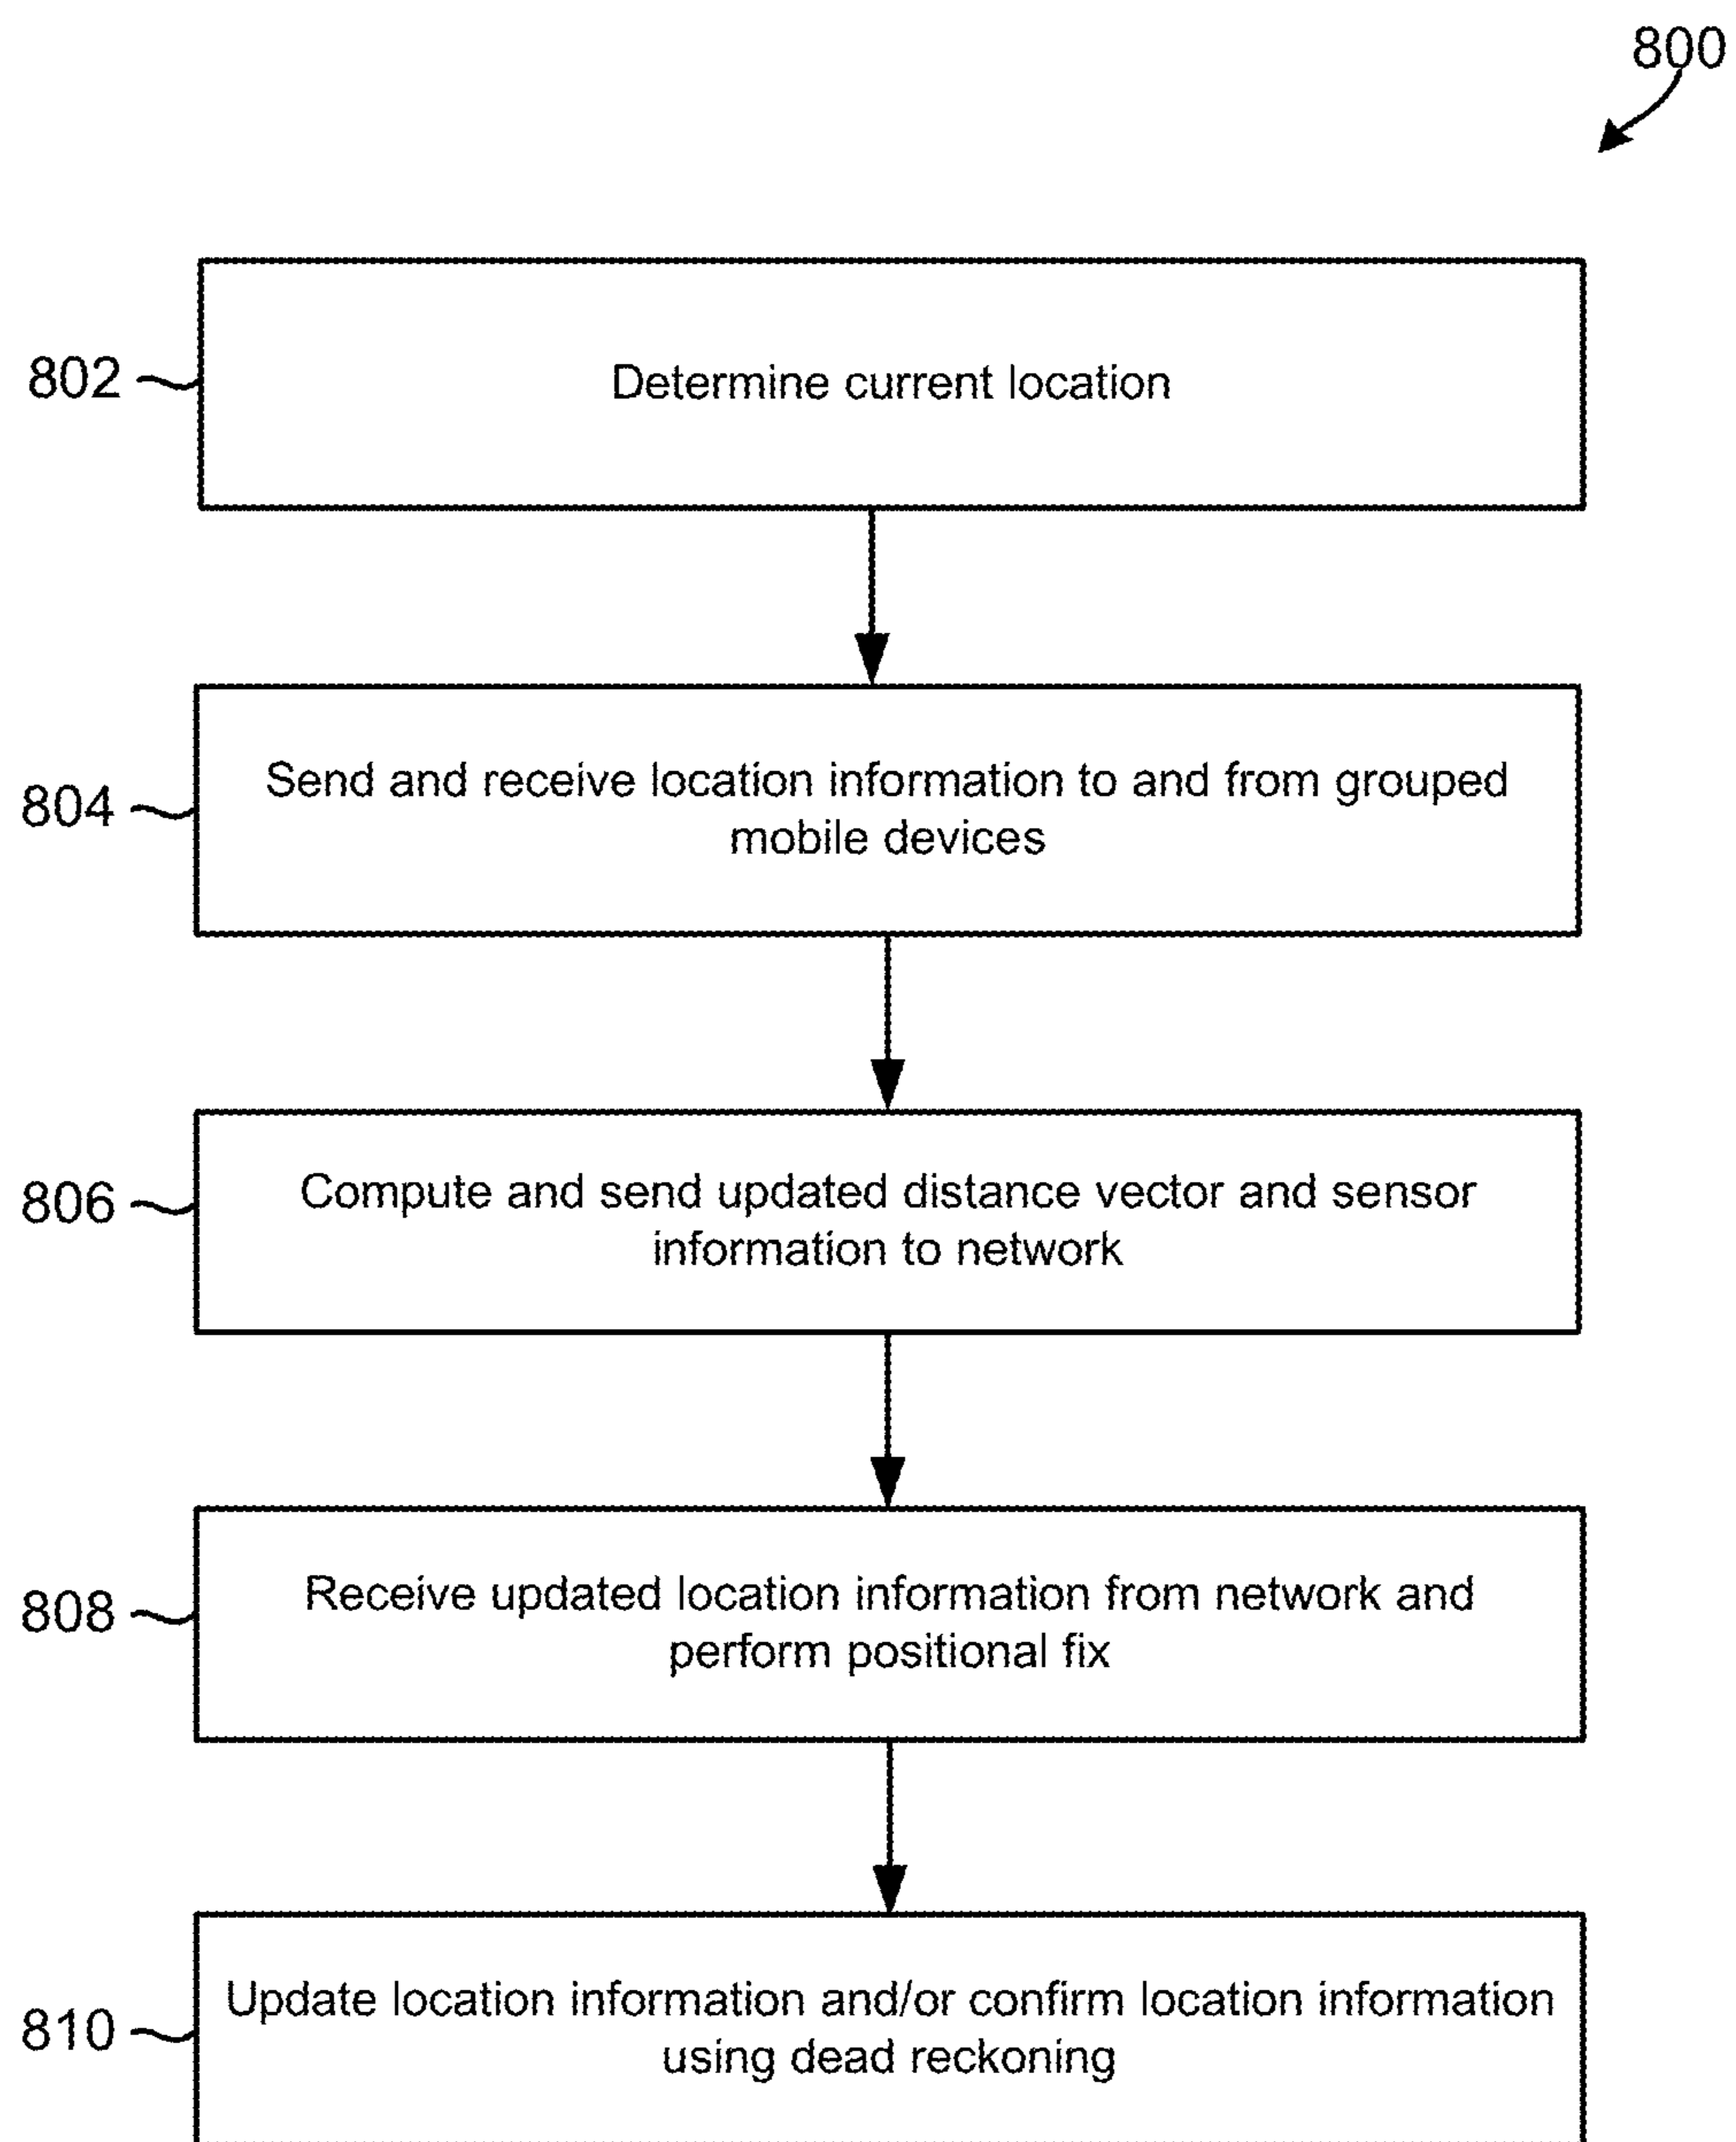 800
802
Determine current location
804
Send and receive location information to and from grouped
mobile devices
806
Compute and send updated distance vector and sensor
information to network
808
Receive updated location information from network and
perform positional fix
810
Update location information and/or confirm location information
using dead reckoning